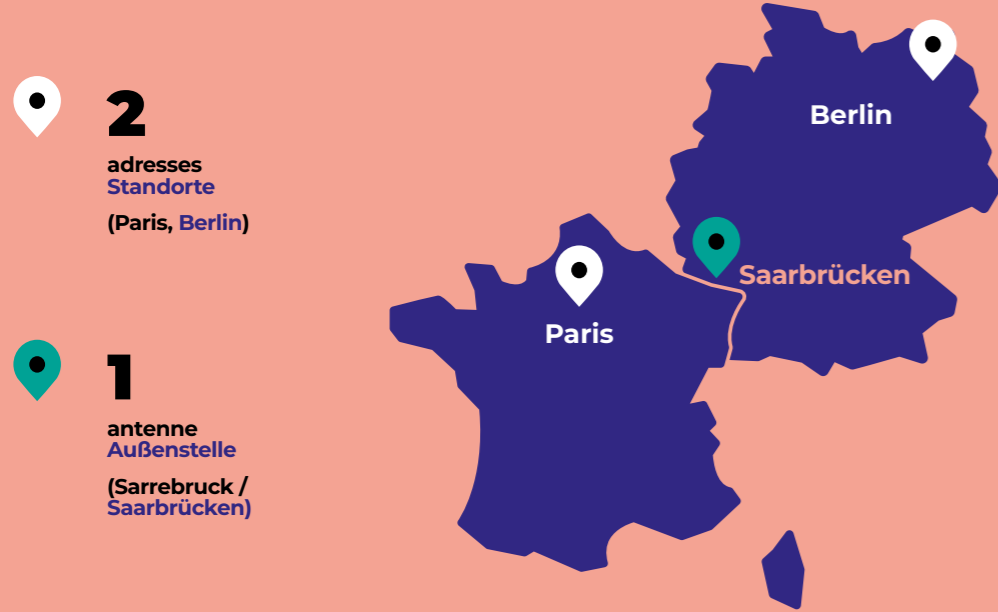 2
adresses
Standorte
(Paris, Berlin)
1
antenne
Außenstelle
(Sarrebruck /
Saarbrücken)
Berlin
Saarbrücken
Paris